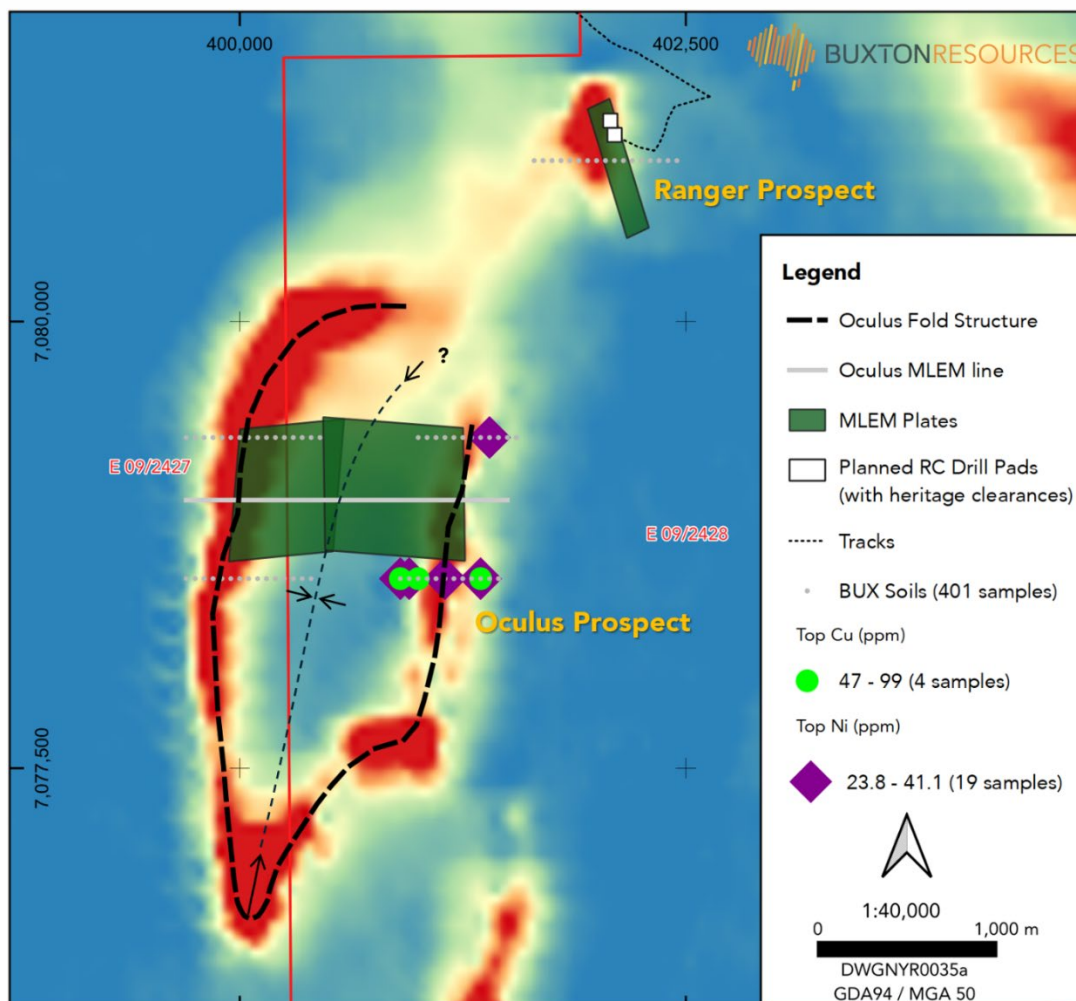 400,000
402,500
BUXTONRESOURCES
Ranger Prospect
7,080,000
?
E 09/2427
E 09/2428
Oculus Prospect
7,077,500
Legend
Oculus Fold Structure
Oculus MLEM line
MLEM Plates
Planned RC Drill Pads
(with heritage clearances)
Tracks
BUX Soils (401 samples)
Top Cu (ppm)
47 - 99 (4 samples)
Top Ni (ppm)
23.8 - 41.1 (19 samples)
1:40,000
0
1,000 m
DWGNYR0035a
GDA94 / MGA 50